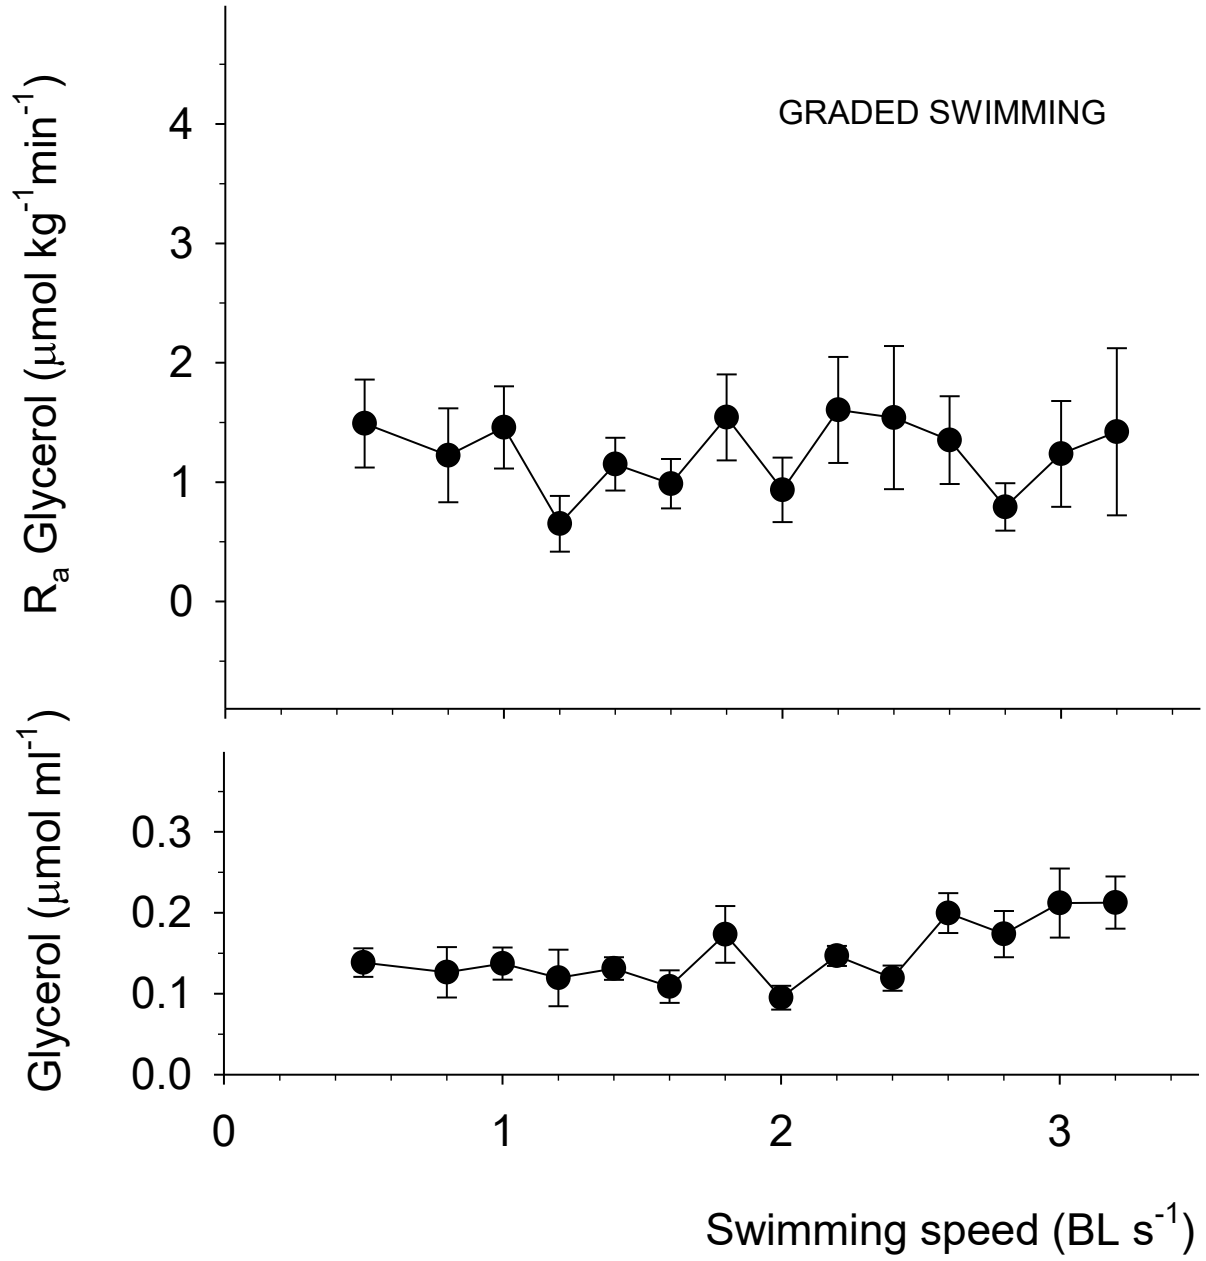 GRADED SWIMMING
Rₐ Glycerol (μmol kg⁻¹min⁻¹)
4
3
2
1
0
Glycerol (μmol ml⁻¹)
0.3
0.2
0.1
0.0
0 1 2 3
Swimming speed (BL s⁻¹)